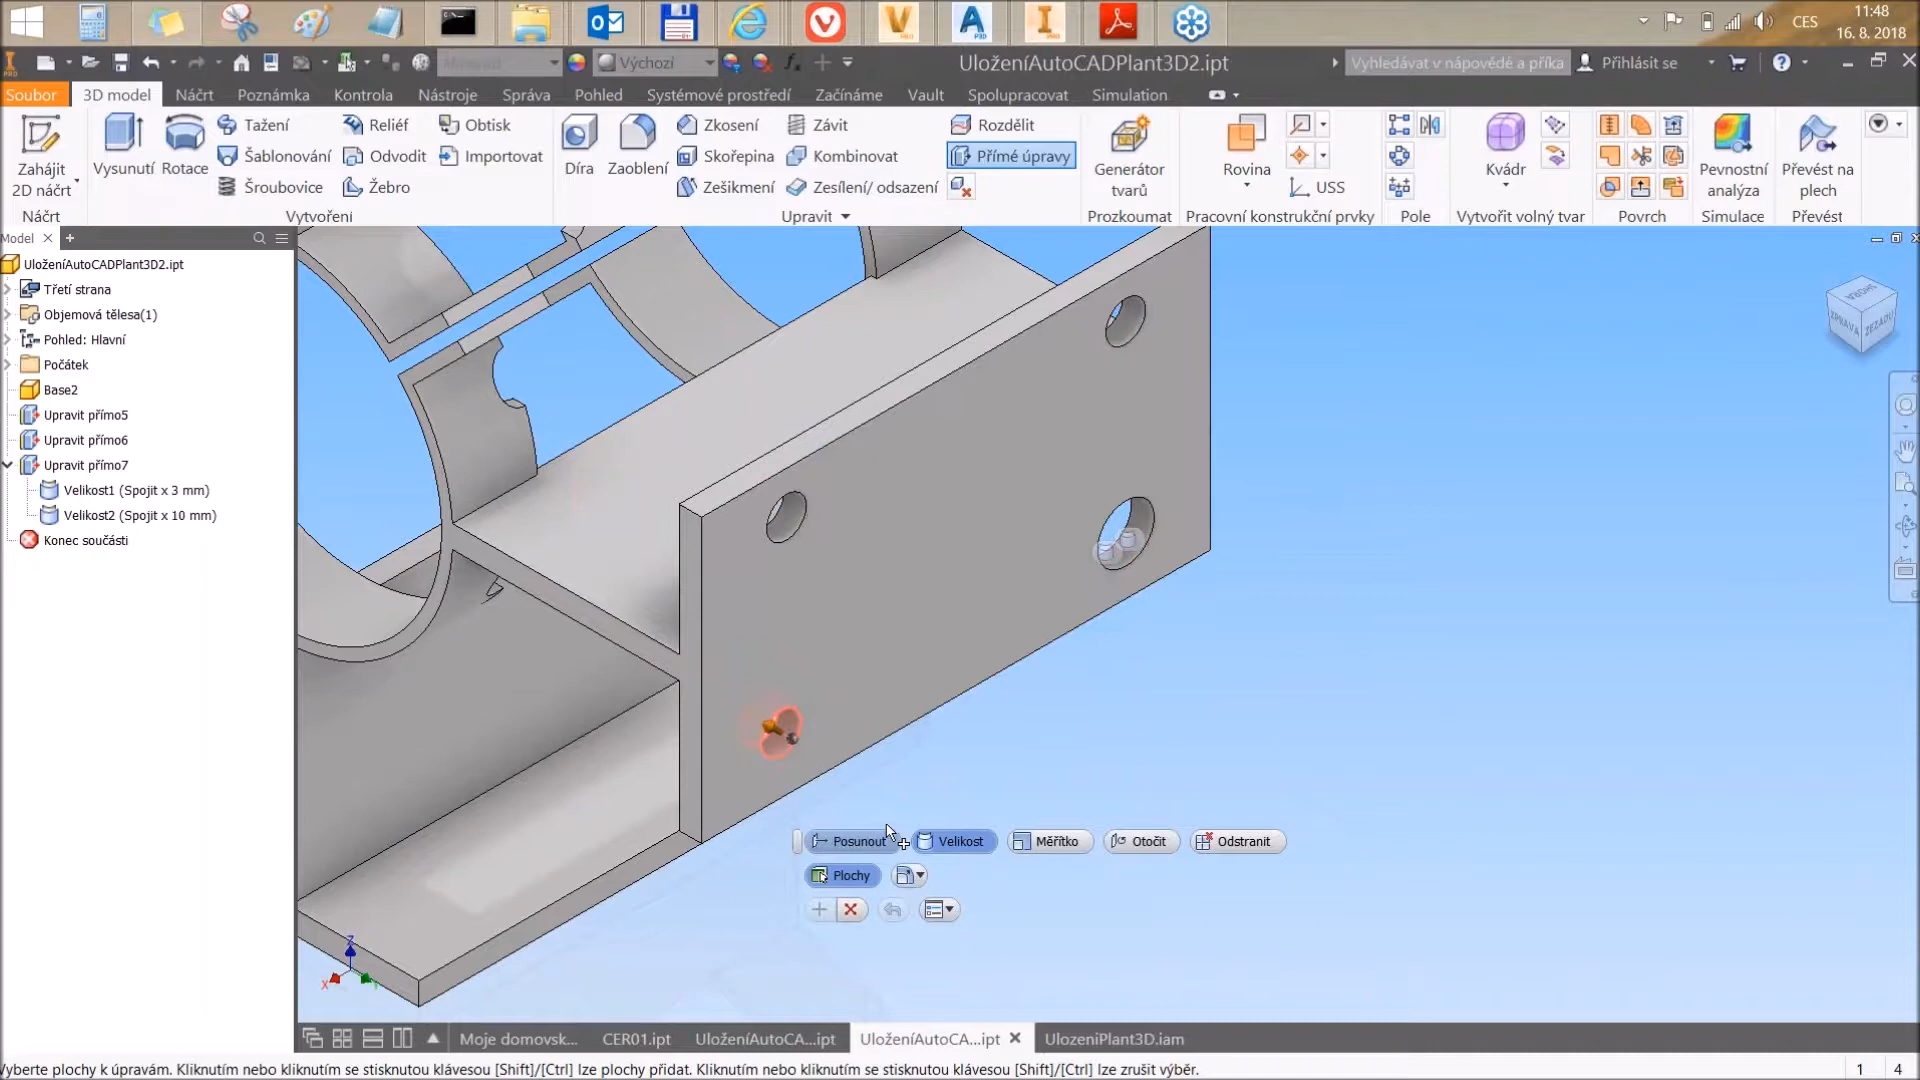 11:48
CES
16. 8. 2018
Výchozí
UloženíAutoCADPlant3D2.ipt
Vyhledávat v nápovědě a příka
Přihlásit se
Soubor
3D model
Náčrt
Poznámka
Kontrola
Nástroje
Správa
Pohled
Systémové prostředí
Začínáme
Vault
Spolupracovat
Simulation
Zahájit
2D náčrt
Náčrt
Vysunutí
Rotace
Tažení
Šablonování
Šroubovice
Reliéf
Odvodit
Žebro
Obtisk
Importovat
Vytvoření
Díra
Zaoblení
Zkosení
Skořepina
Zešikmení
Závit
Kombinovat
Zesílení/ odsazení
Rozdělit
Přímé úpravy
Upravit
Generátor
tvarů
Prozkoumat
Rovina
USS
Pracovní konstrukční prvky
Pole
Kvádr
Vytvořit volný tvar
Povrch
Pevnostní
analýza
Simulace
Převést na
plech
Převést
Model
UloženíAutoCADPlant3D2.ipt
Třetí strana
Objemová tělesa(1)
Pohled: Hlavní
Počátek
Base2
Upravit přímo5
Upravit přímo6
Upravit přímo7
Velikost1 (Spojit x 3 mm)
Velikost2 (Spojit x 10 mm)
Konec součásti
ZPRAVA
ZEZADU
Posunout
Velikost
Měřítko
Otočit
Odstranit
Plochy
Z
X
Moje domovsk...
CER01.ipt
UloženíAutoCA...ipt
UloženíAutoCA...ipt
UlozeniPlant3D.iam
Vyberte plochy k úpravám. Kliknutím nebo kliknutím se stisknutou klávesou [Shift]/[Ctrl] lze plochy přidat. Kliknutím nebo kliknutím se stisknutou klávesou [Shift]/[Ctrl] lze zrušit výběr.
1
4